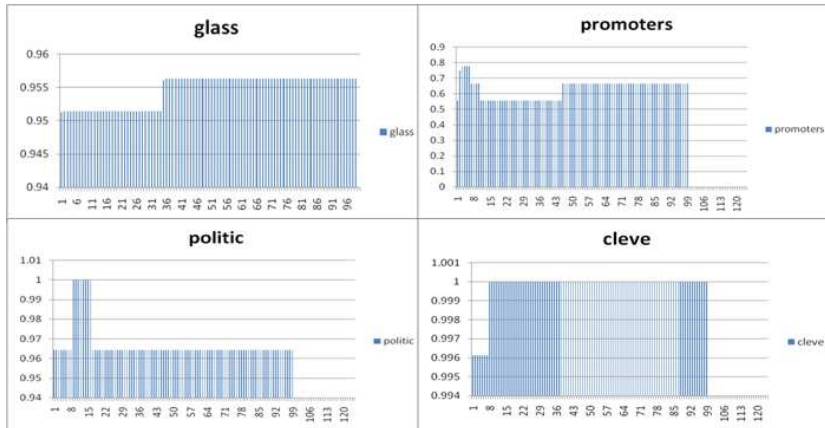 glass
0.96
0.955
0.95
0.945
0.94
1 6 11 16 21 26 31 36 41 46 51 56 61 66 71 76 81 86 91 96
glass
promoters
0.9
0.8
0.7
0.6
0.5
0.4
0.3
0.2
0.1
0
1 8 15 22 29 36 43 50 57 64 71 78 85 92 99 106 113 120
promoters
politic
1.01
1
0.99
0.98
0.97
0.96
0.95
0.94
1 8 15 22 29 36 43 50 57 64 71 78 85 92 99 106 113 120
politic
cleve
1.001
1
0.999
0.998
0.997
0.996
0.995
0.994
1 8 15 22 29 36 43 50 57 64 71 78 85 92 99 106 113 120
cleve